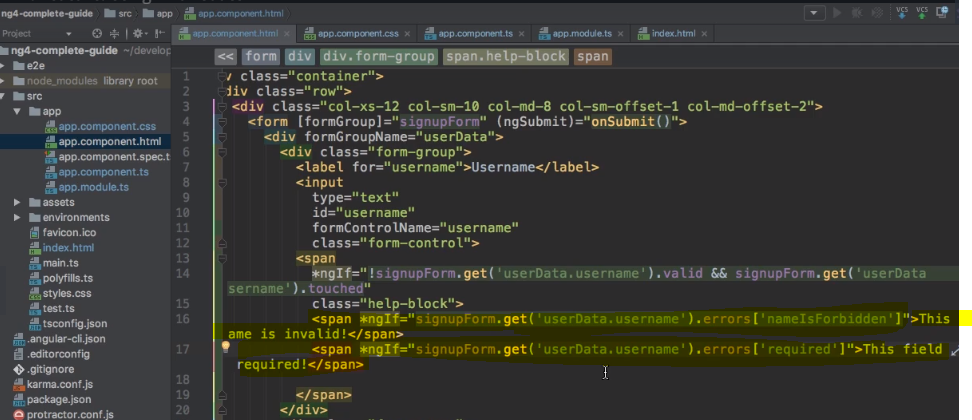 ng4-complete-guide src app app.component.html
VCS VCS
Project
app.component.html app.component.css app.component.ts app.module.ts index.html
ng4-complete-guide ~/develop
e2e
node_modules library root
src
app
app.component.css
app.component.html
app.component.spec.t
app.component.ts
app.module.ts
assets
environments
favicon.ico
index.html
main.ts
polyfills.ts
styles.css
test.ts
tsconfig.json
.angular-cli.json
.editorconfig
.gitignore
karma.conf.js
package.json
protractor.conf.js
<< form div div.form-group span.help-block span
1 v class="container">
2 div class="row">
3 <div class="col-xs-12 col-sm-10 col-md-8 col-sm-offset-1 col-md-offset-2">
4 <form [formGroup]="signupForm" (ngSubmit)="onSubmit()">
5 <div formGroupName="userData">
6 <div class="form-group">
7 <label for="username">Username</label>
8 <input
9 type="text"
10 id="username"
11 formControlName="username"
12 class="form-control">
13 <span
14 *ngIf="!signupForm.get('userData.username').valid && signupForm.get('userData
sername').touched"
15 class="help-block">
16 <span *ngIf="signupForm.get('userData.username').errors['nameIsForbidden']">This
ame is invalid!</span>
17 <span *ngIf="signupForm.get('userData.username').errors['required']">This field
required!</span>
18
19 </span>
20 </div>